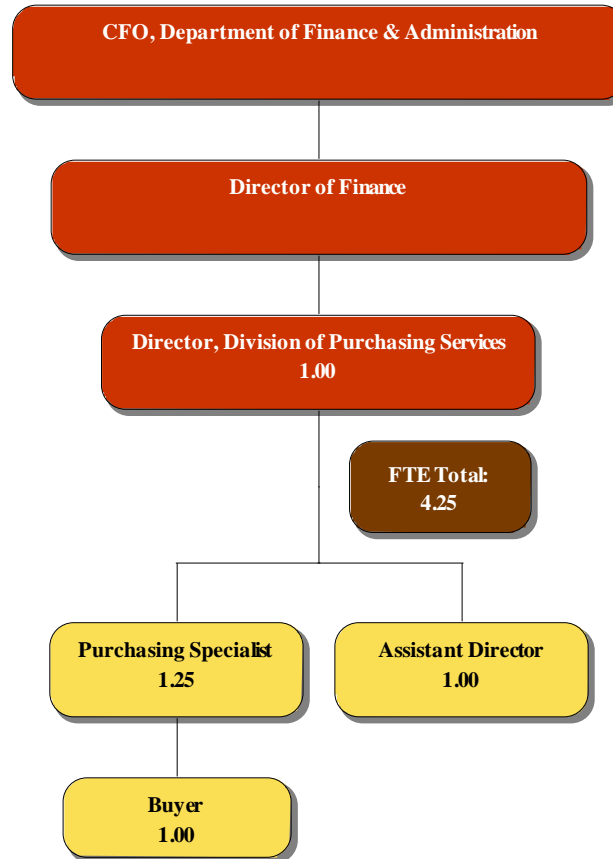 CFO, Department of Finance & Administration
Director of Finance
Director, Division of Purchasing Services
1.00
FTE Total:
4.25
Purchasing Specialist
1.25
Assistant Director
1.00
Buyer
1.00